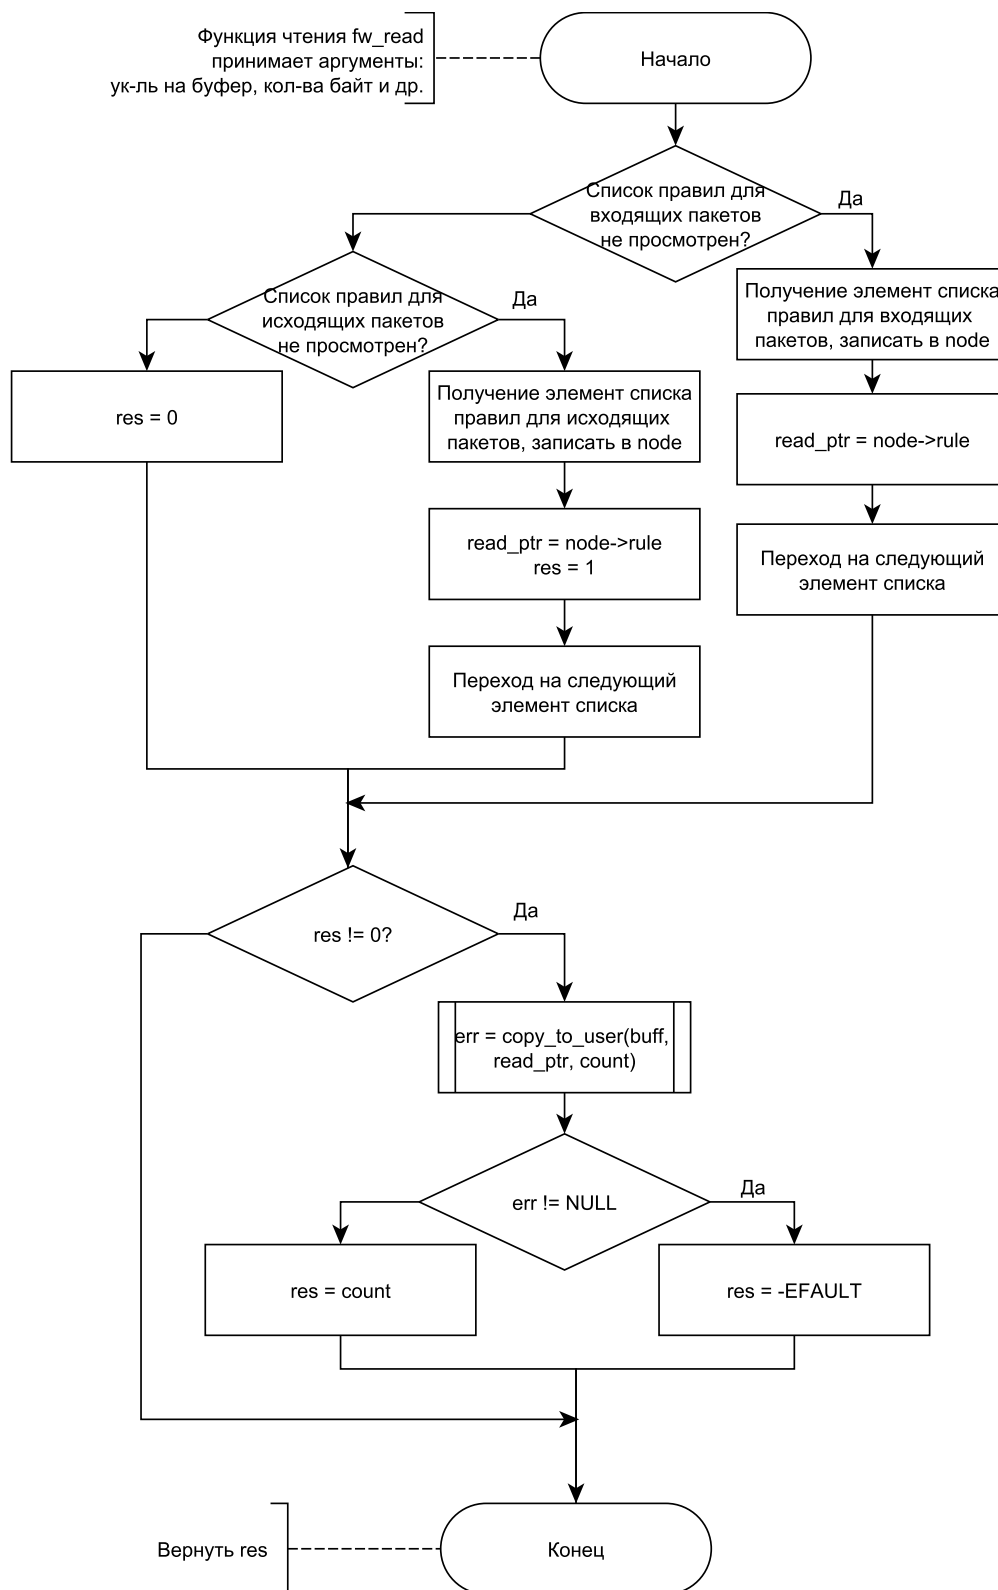 Функция чтения fw_read
принимает аргументы:
ук-ль на буфер, кол-ва байт и др.
Начало
Список правил для
входящих пакетов
не просмотрен?
Да
Список правил для
исходящих пакетов
не просмотрен?
Да
Получение элемент списка
правил для входящих
пакетов, записать в node
res = 0
Получение элемент списка
правил для исходящих
пакетов, записать в node
read_ptr = node->rule
read_ptr = node->rule
res = 1
Переход на следующий
элемент списка
Переход на следующий
элемент списка
res != 0?
Да
err = copy_to_user(buff,
read_ptr, count)
err != NULL
Да
res = count
res = -EFAULT
Вернуть res
Конец